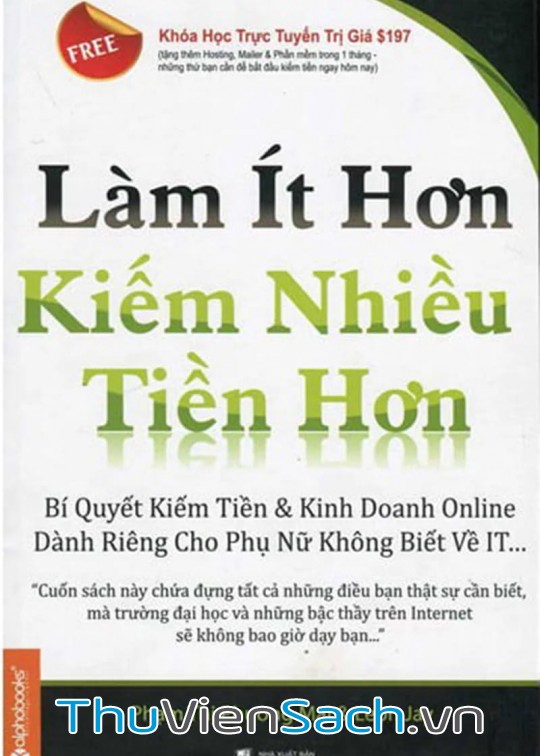 FREE
Khóa Học Trực Tuyến Trị Giá $197
(tặng thêm Hosting, Mailer & Phần mềm trong 1 tháng -
những thứ bạn cần để bắt đầu kiếm tiền ngay hôm nay)
Làm Ít Hơn
Kiếm Nhiều
Tiền Hơn
Bí Quyết Kiếm Tiền & Kinh Doanh Online
Dành Riêng Cho Phụ Nữ Không Biết Về IT...
“Cuốn sách này chứa đựng tất cả những điều bạn thật sự cần biết,
mà trường đại học và những bậc thầy trên Internet
sẽ không bao giờ dạy bạn...”
alphabooks®
ThuVienSach.vn
NHÀ XUẤT BẢN